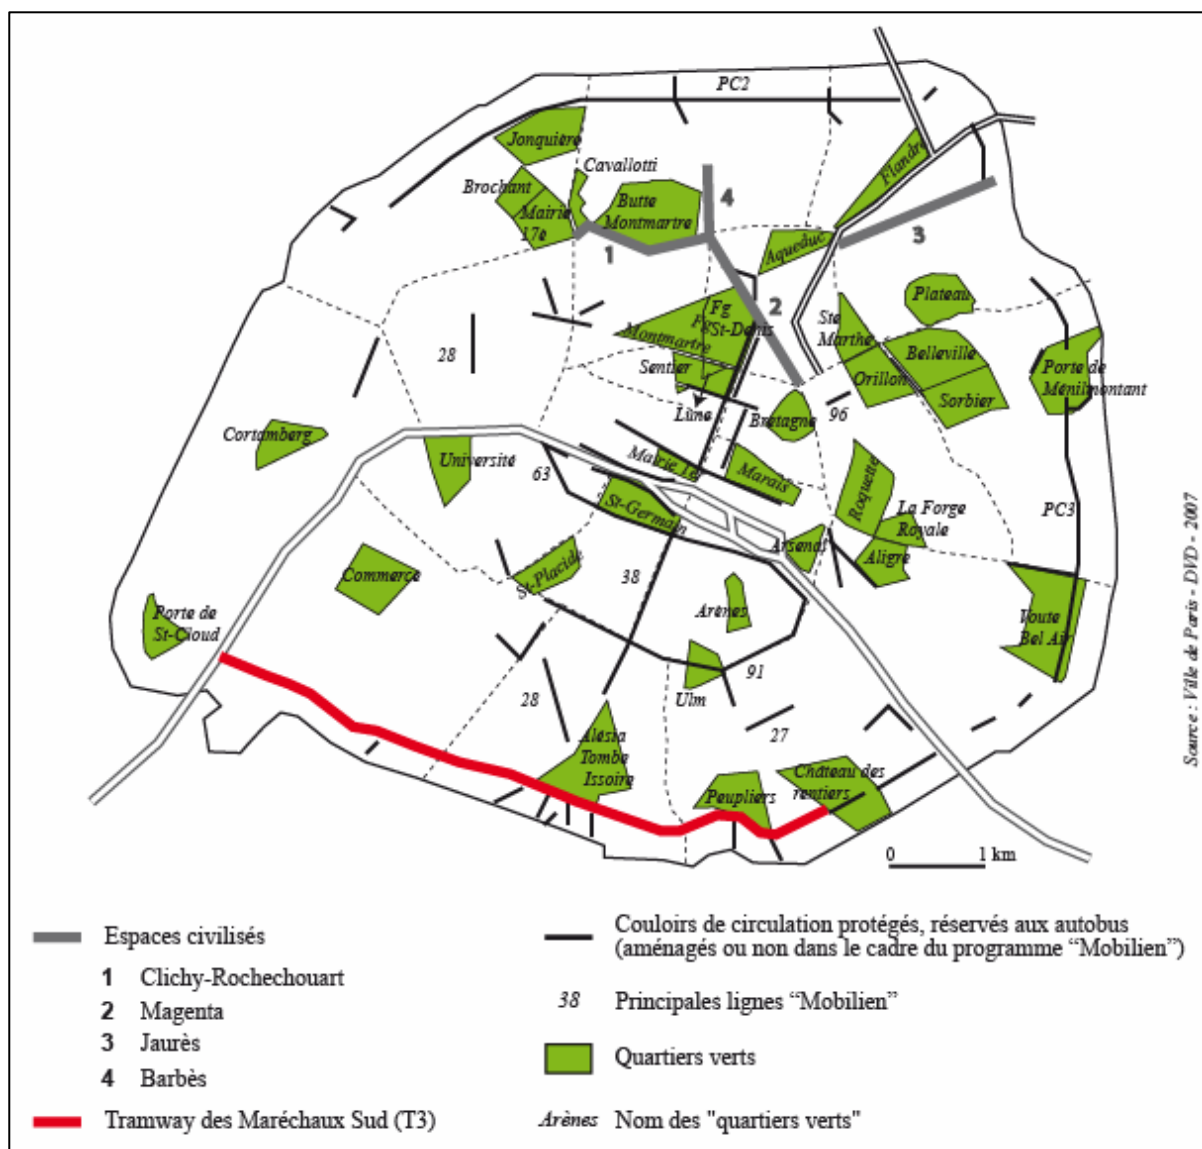 PC2
Jonquière
Cavallotti
Flandre
Brochant
Butte
Montmartre
4
Mairie
17e
1
3
Aqueduc
Plateau
Fg
St-Denis
Fg
Montmartre
2
Ste
Marthe
28
Sentier
Belleville
Porte de
Ménilmontant
Orillon
Sorbier
Lune
Bretagne
96
Cortamberg
Université
63
Mairie 1er
Marais
Roquette
La Forge
Royale
PC3
St-Germain
Arsenal
Aligre
Commerce
St-Placide
38
Arènes
Porte de
St-Cloud
Voute
Bel Air
Ulm
91
28
27
Alésia
Tombe
Issoire
Peupliers
Château des
rentiers
0 1 km
Source : Ville de Paris - DVD - 2007
Espaces civilisés
1 Clichy-Rochechouart
2 Magenta
3 Jaurès
4 Barbès
Tramway des Maréchaux Sud (T3)
Couloirs de circulation protégés, réservés aux autobus
(aménagés ou non dans le cadre du programme “Mobilien”)
38 Principales lignes “Mobilien”
Quartiers verts
Arènes Nom des "quartiers verts"